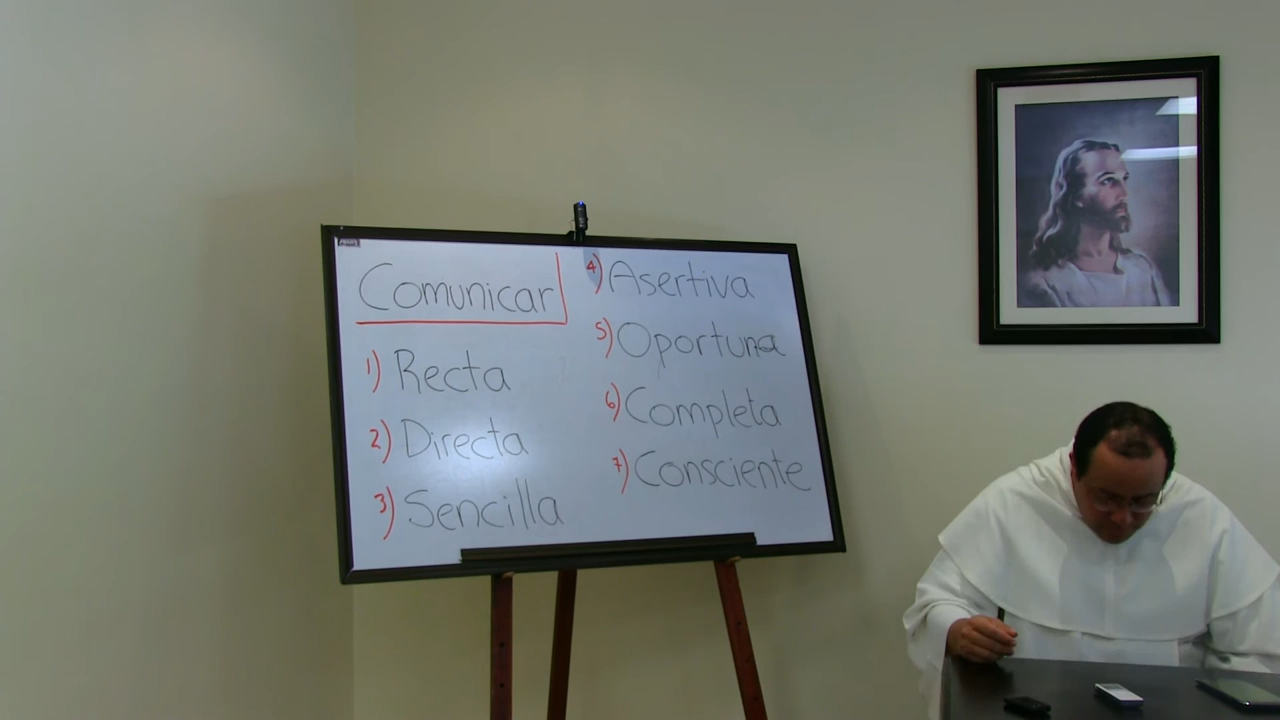 Comunicar
1) Recta
2) Directa
3) Sencilla
4) Asertiva
5) Oportuna
6) Completa
7) Consciente